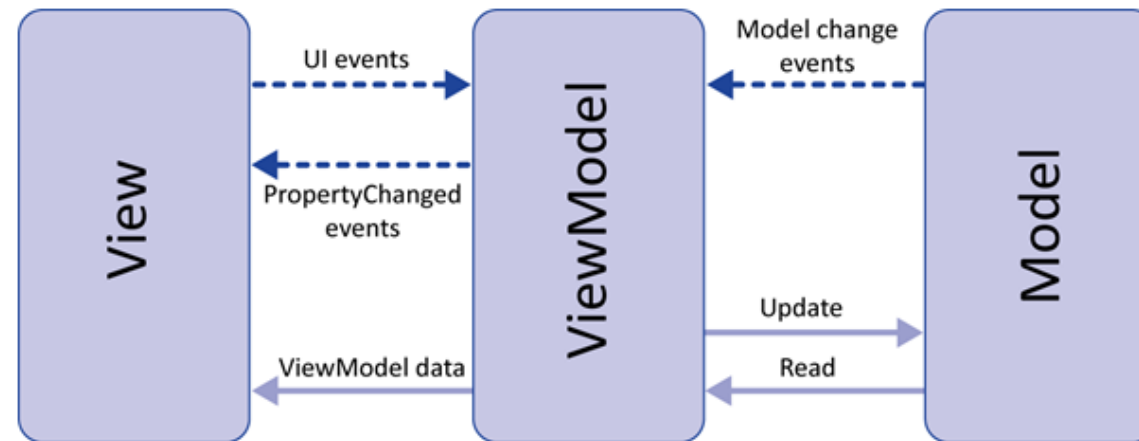 View
UI events
PropertyChanged
events
ViewModel data
ViewModel
Model change
events
Update
Read
Model